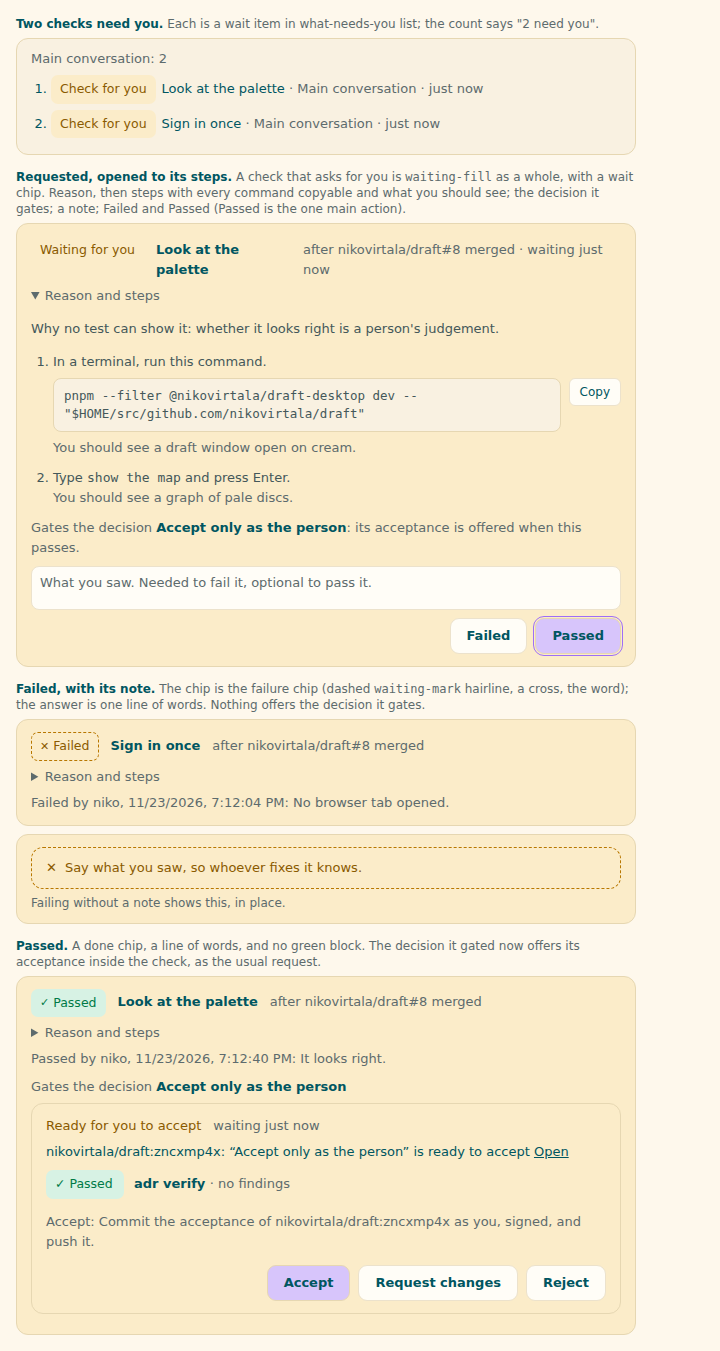 Two checks need you. Each is a wait item in what-needs-you list; the count says "2 need you".
Main conversation: 2
1. Check for you Look at the palette · Main conversation · just now
2. Check for you Sign in once · Main conversation · just now
Requested, opened to its steps. A check that asks for you is waiting-fill as a whole, with a wait
chip. Reason, then steps with every command copyable and what you should see; the decision it
gates; a note; Failed and Passed (Passed is the one main action).
Waiting for you Look at the palette after nikovirtala/draft#8 merged · waiting just now
▼ Reason and steps
Why no test can show it: whether it looks right is a person's judgement.
1. In a terminal, run this command.
pnpm --filter @nikovirtala/draft-desktop dev --
"$HOME/src/github.com/nikovirtala/draft"
Copy
You should see a draft window open on cream.
2. Type show the map and press Enter.
You should see a graph of pale discs.
Gates the decision Accept only as the person: its acceptance is offered when this
passes.
What you saw. Needed to fail it, optional to pass it.
Failed Passed
Failed, with its note. The chip is the failure chip (dashed waiting-mark hairline, a cross, the word);
the answer is one line of words. Nothing offers the decision it gates.
✕ Failed Sign in once after nikovirtala/draft#8 merged
▶ Reason and steps
Failed by niko, 11/23/2026, 7:12:04 PM: No browser tab opened.
✕ Say what you saw, so whoever fixes it knows.
Failing without a note shows this, in place.
Passed. A done chip, a line of words, and no green block. The decision it gated now offers its
acceptance inside the check, as the usual request.
✓ Passed Look at the palette after nikovirtala/draft#8 merged
▶ Reason and steps
Passed by niko, 11/23/2026, 7:12:40 PM: It looks right.
Gates the decision Accept only as the person
Ready for you to accept waiting just now
nikovirtala/draft:zncxmp4x: “Accept only as the person” is ready to accept Open
✓ Passed adr verify · no findings
Accept: Commit the acceptance of nikovirtala/draft:zncxmp4x as you, signed, and
push it.
Accept Request changes Reject